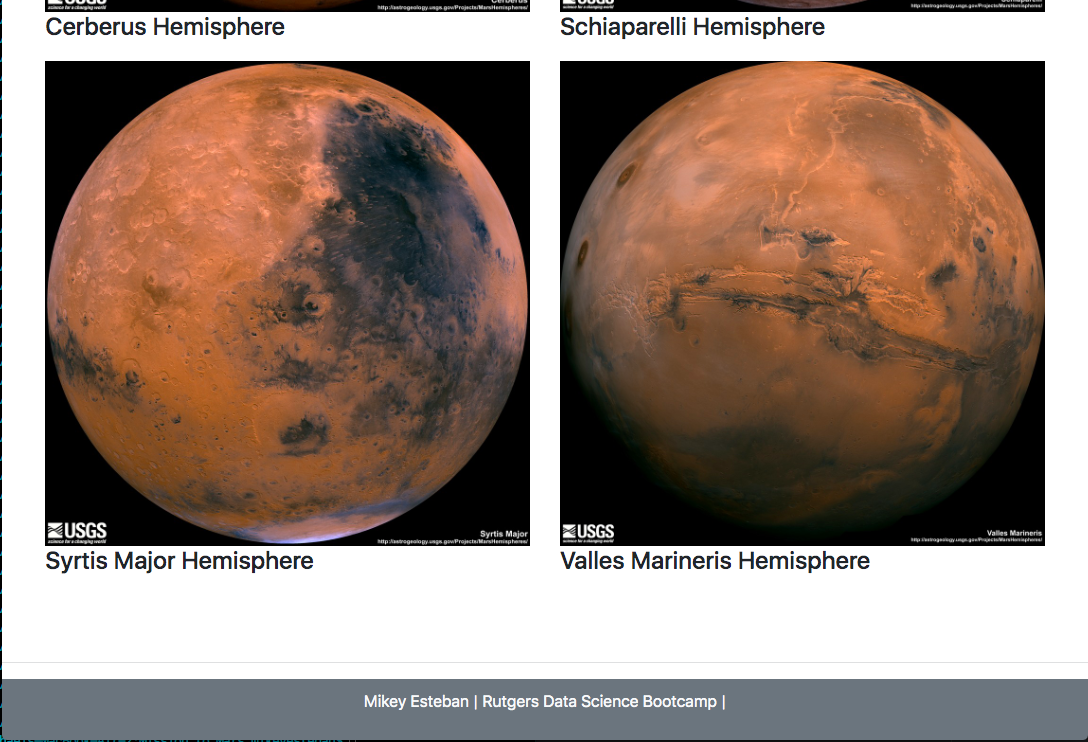 USGS
science for a changing world
Cerberus
http://astrogeology.usgs.gov/Projects/MarsHemispheres/
http://astrogeology.usgs.gov/Projects/MarsHemispheres/
Cerberus Hemisphere
Schiaparelli Hemisphere
USGS
science for a changing world
Syrtis Major
http://astrogeology.usgs.gov/Projects/MarsHemispheres/
USGS
science for a changing world
Valles Marineris
http://astrogeology.usgs.gov/Projects/MarsHemispheres/
Syrtis Major Hemisphere
Valles Marineris Hemisphere
Mikey Esteban | Rutgers Data Science Bootcamp |